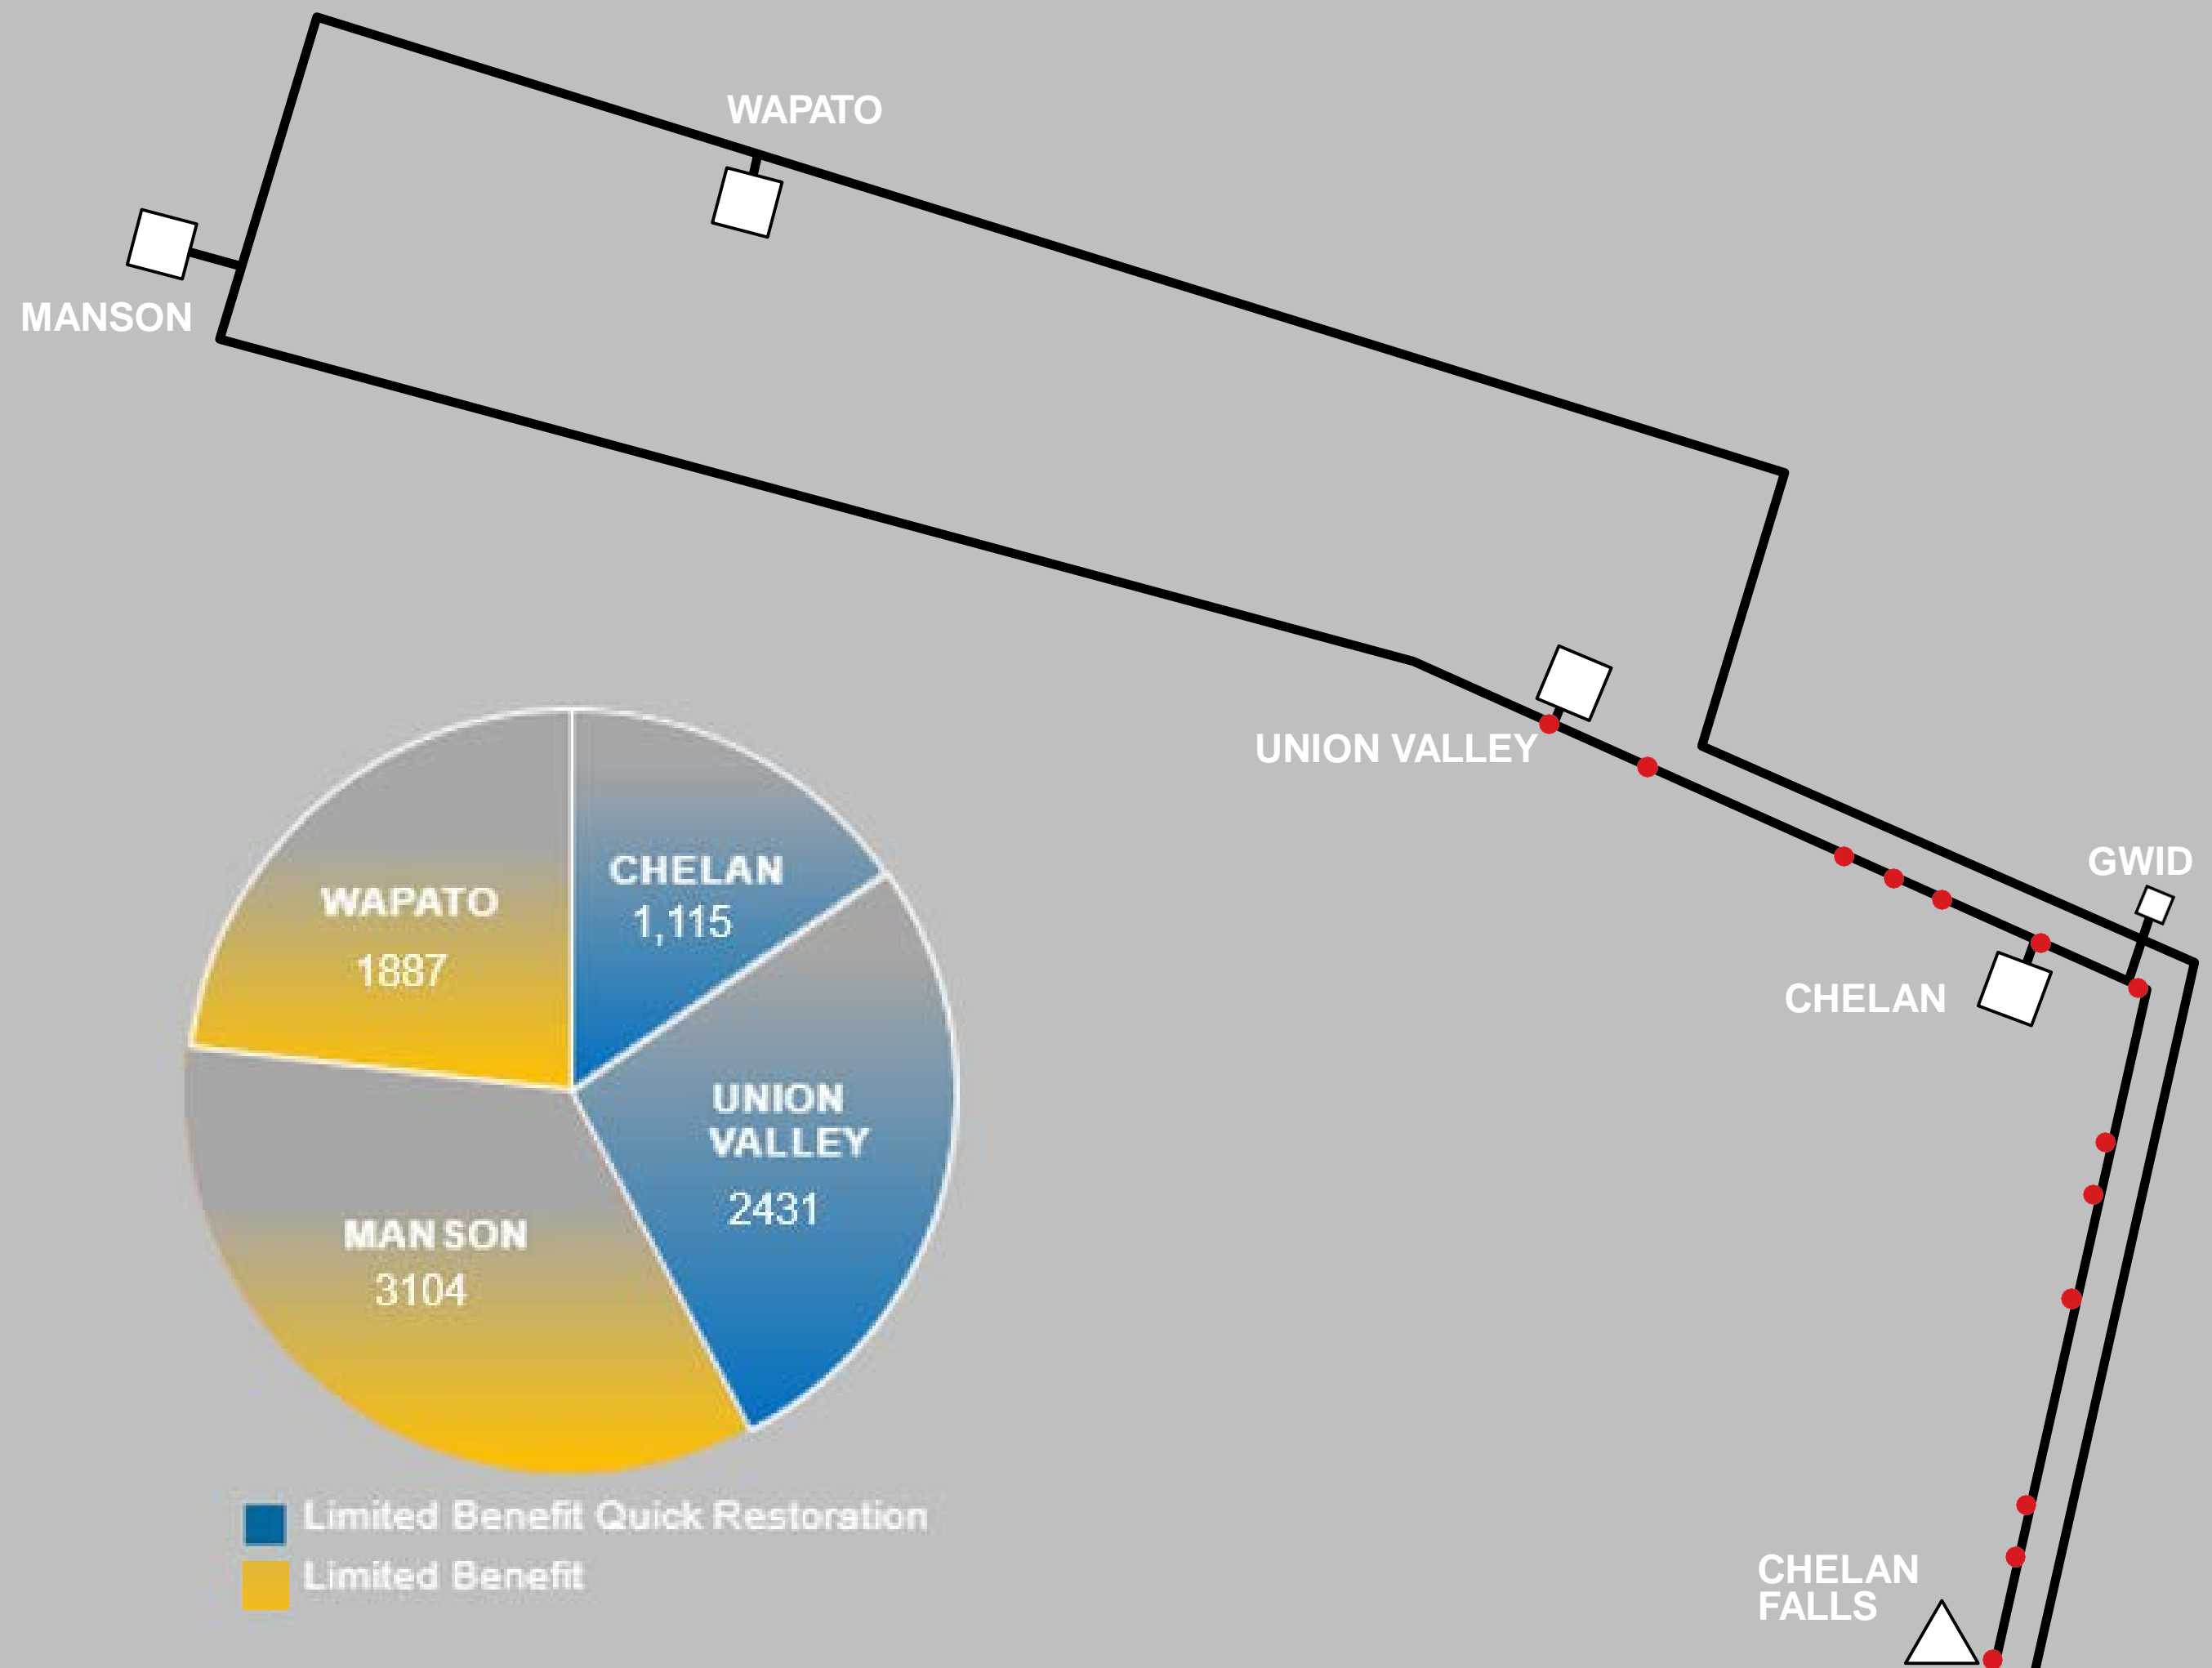 WAPATO
MANSON
UNION VALLEY
GWID
CHELAN
CHELAN
FALLS
CHELAN
1,115
WAPATO
1887
UNION
VALLEY
2431
MANSON
3104
Limited Benefit Quick Restoration
Limited Benefit